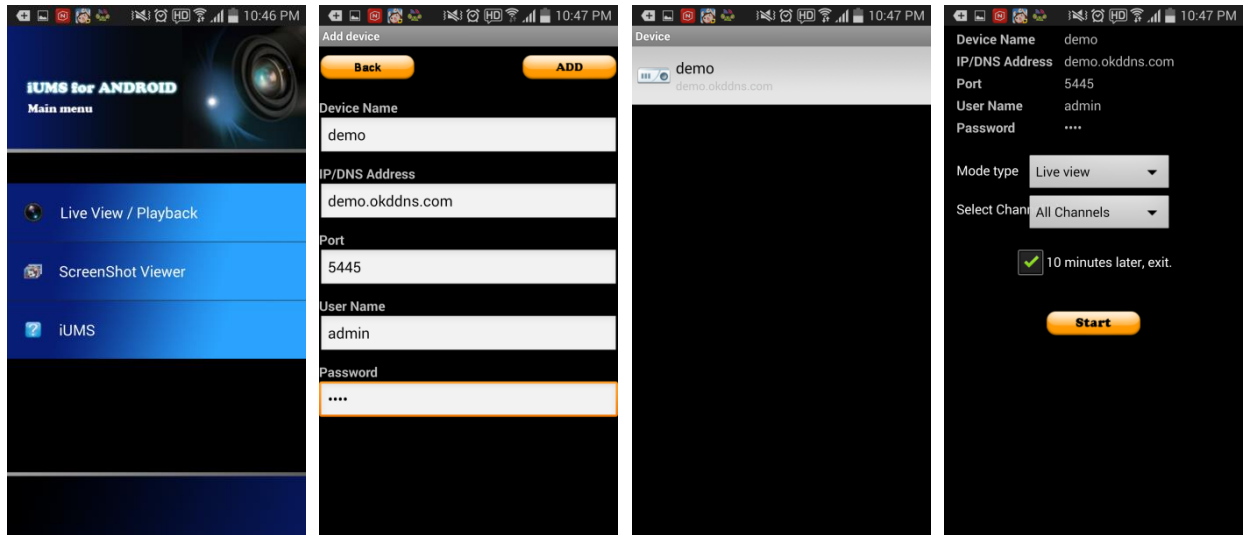 10:46 PM
iUMS for ANDROID
Main menu
Live View / Playback
ScreenShot Viewer
iUMS
10:47 PM
Add device
Back
ADD
Device Name
demo
IP/DNS Address
demo.okddns.com
Port
5445
User Name
admin
Password
••••
10:47 PM
Device
demo
demo.okddns.com
HD 10:47 PM
Device Name demo
IP/DNS Address demo.okddns.com
Port 5445
User Name admin
Password ••••
Mode type Live view
Select Chann All Channels
10 minutes later, exit.
Start